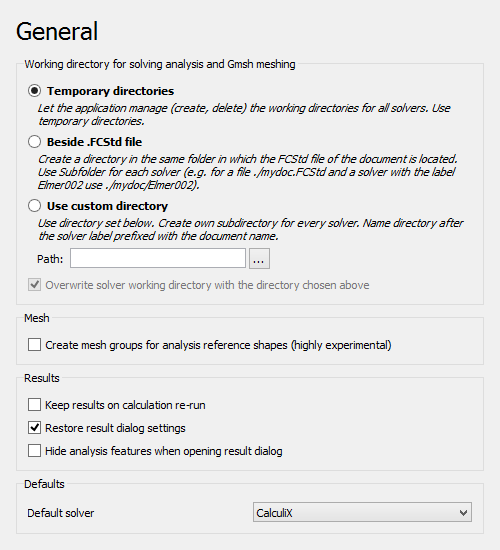 General
Working directory for solving analysis and Gmsh meshing
Temporary directories
Let the application manage (create, delete) the working directories for all solvers. Use
temporary directories.
Beside .FCStd file
Create a directory in the same folder in which the FCStd file of the document is located.
Use Subfolder for each solver (e.g. for a file ./mydoc.FCStd and a solver with the label
Elmer002 use ./mydoc/Elmer002).
Use custom directory
Use directory set below. Create own subdirectory for every solver. Name directory after
the solver label prefixed with the document name.
Path:
...
Overwrite solver working directory with the directory chosen above
Mesh
Create mesh groups for analysis reference shapes (highly experimental)
Results
Keep results on calculation re-run
Restore result dialog settings
Hide analysis features when opening result dialog
Defaults
Default solver
CalculiX